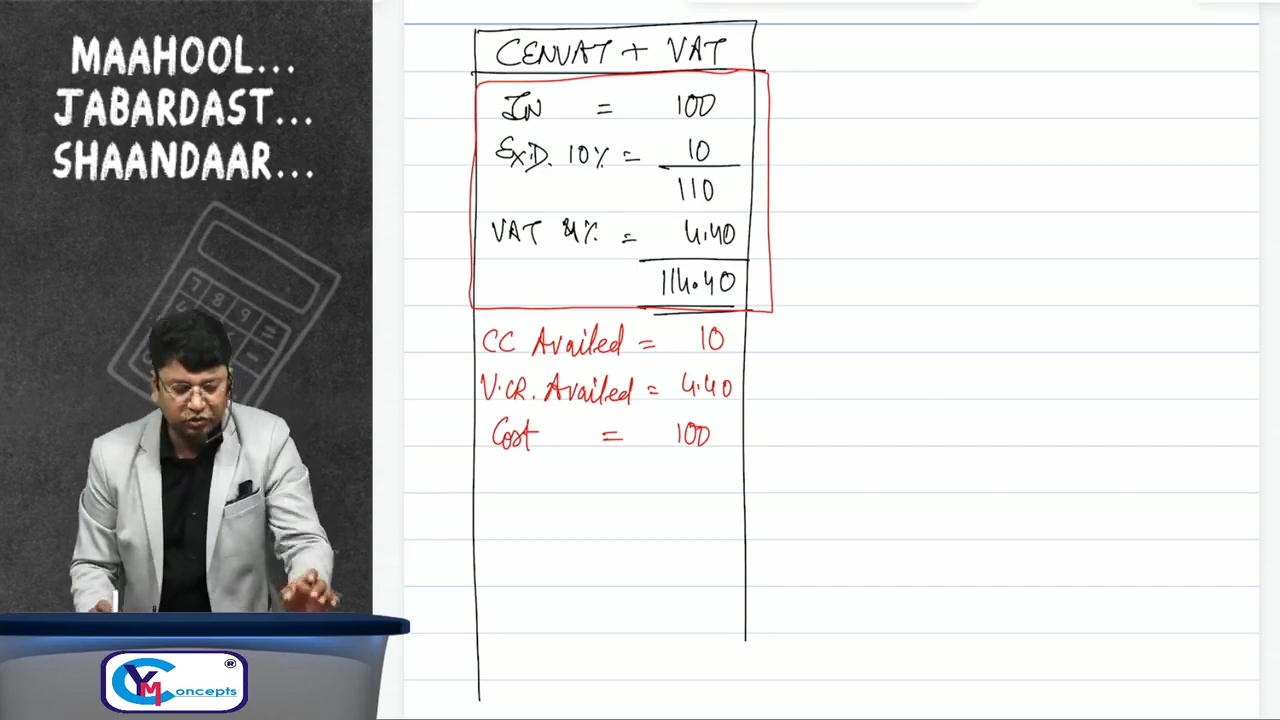 MAAHOOL...
JABARDAST...
SHAANDAAR...
CENVAT + VAT
IN = 100
EX.D. 10% = 10
110
VAT 4% = 4.40
114.40
CC Availed = 10
V.CR. Availed = 4.40
Cost = 100
YM Concepts ®